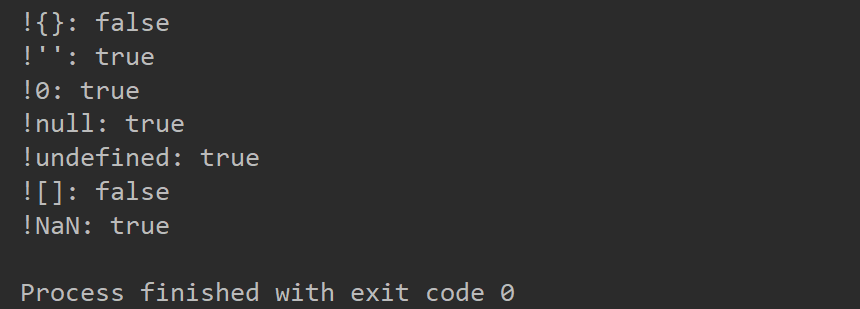 !{}: false
!'': true
!0: true
!null: true
!undefined: true
![]: false
!NaN: true
Process finished with exit code 0